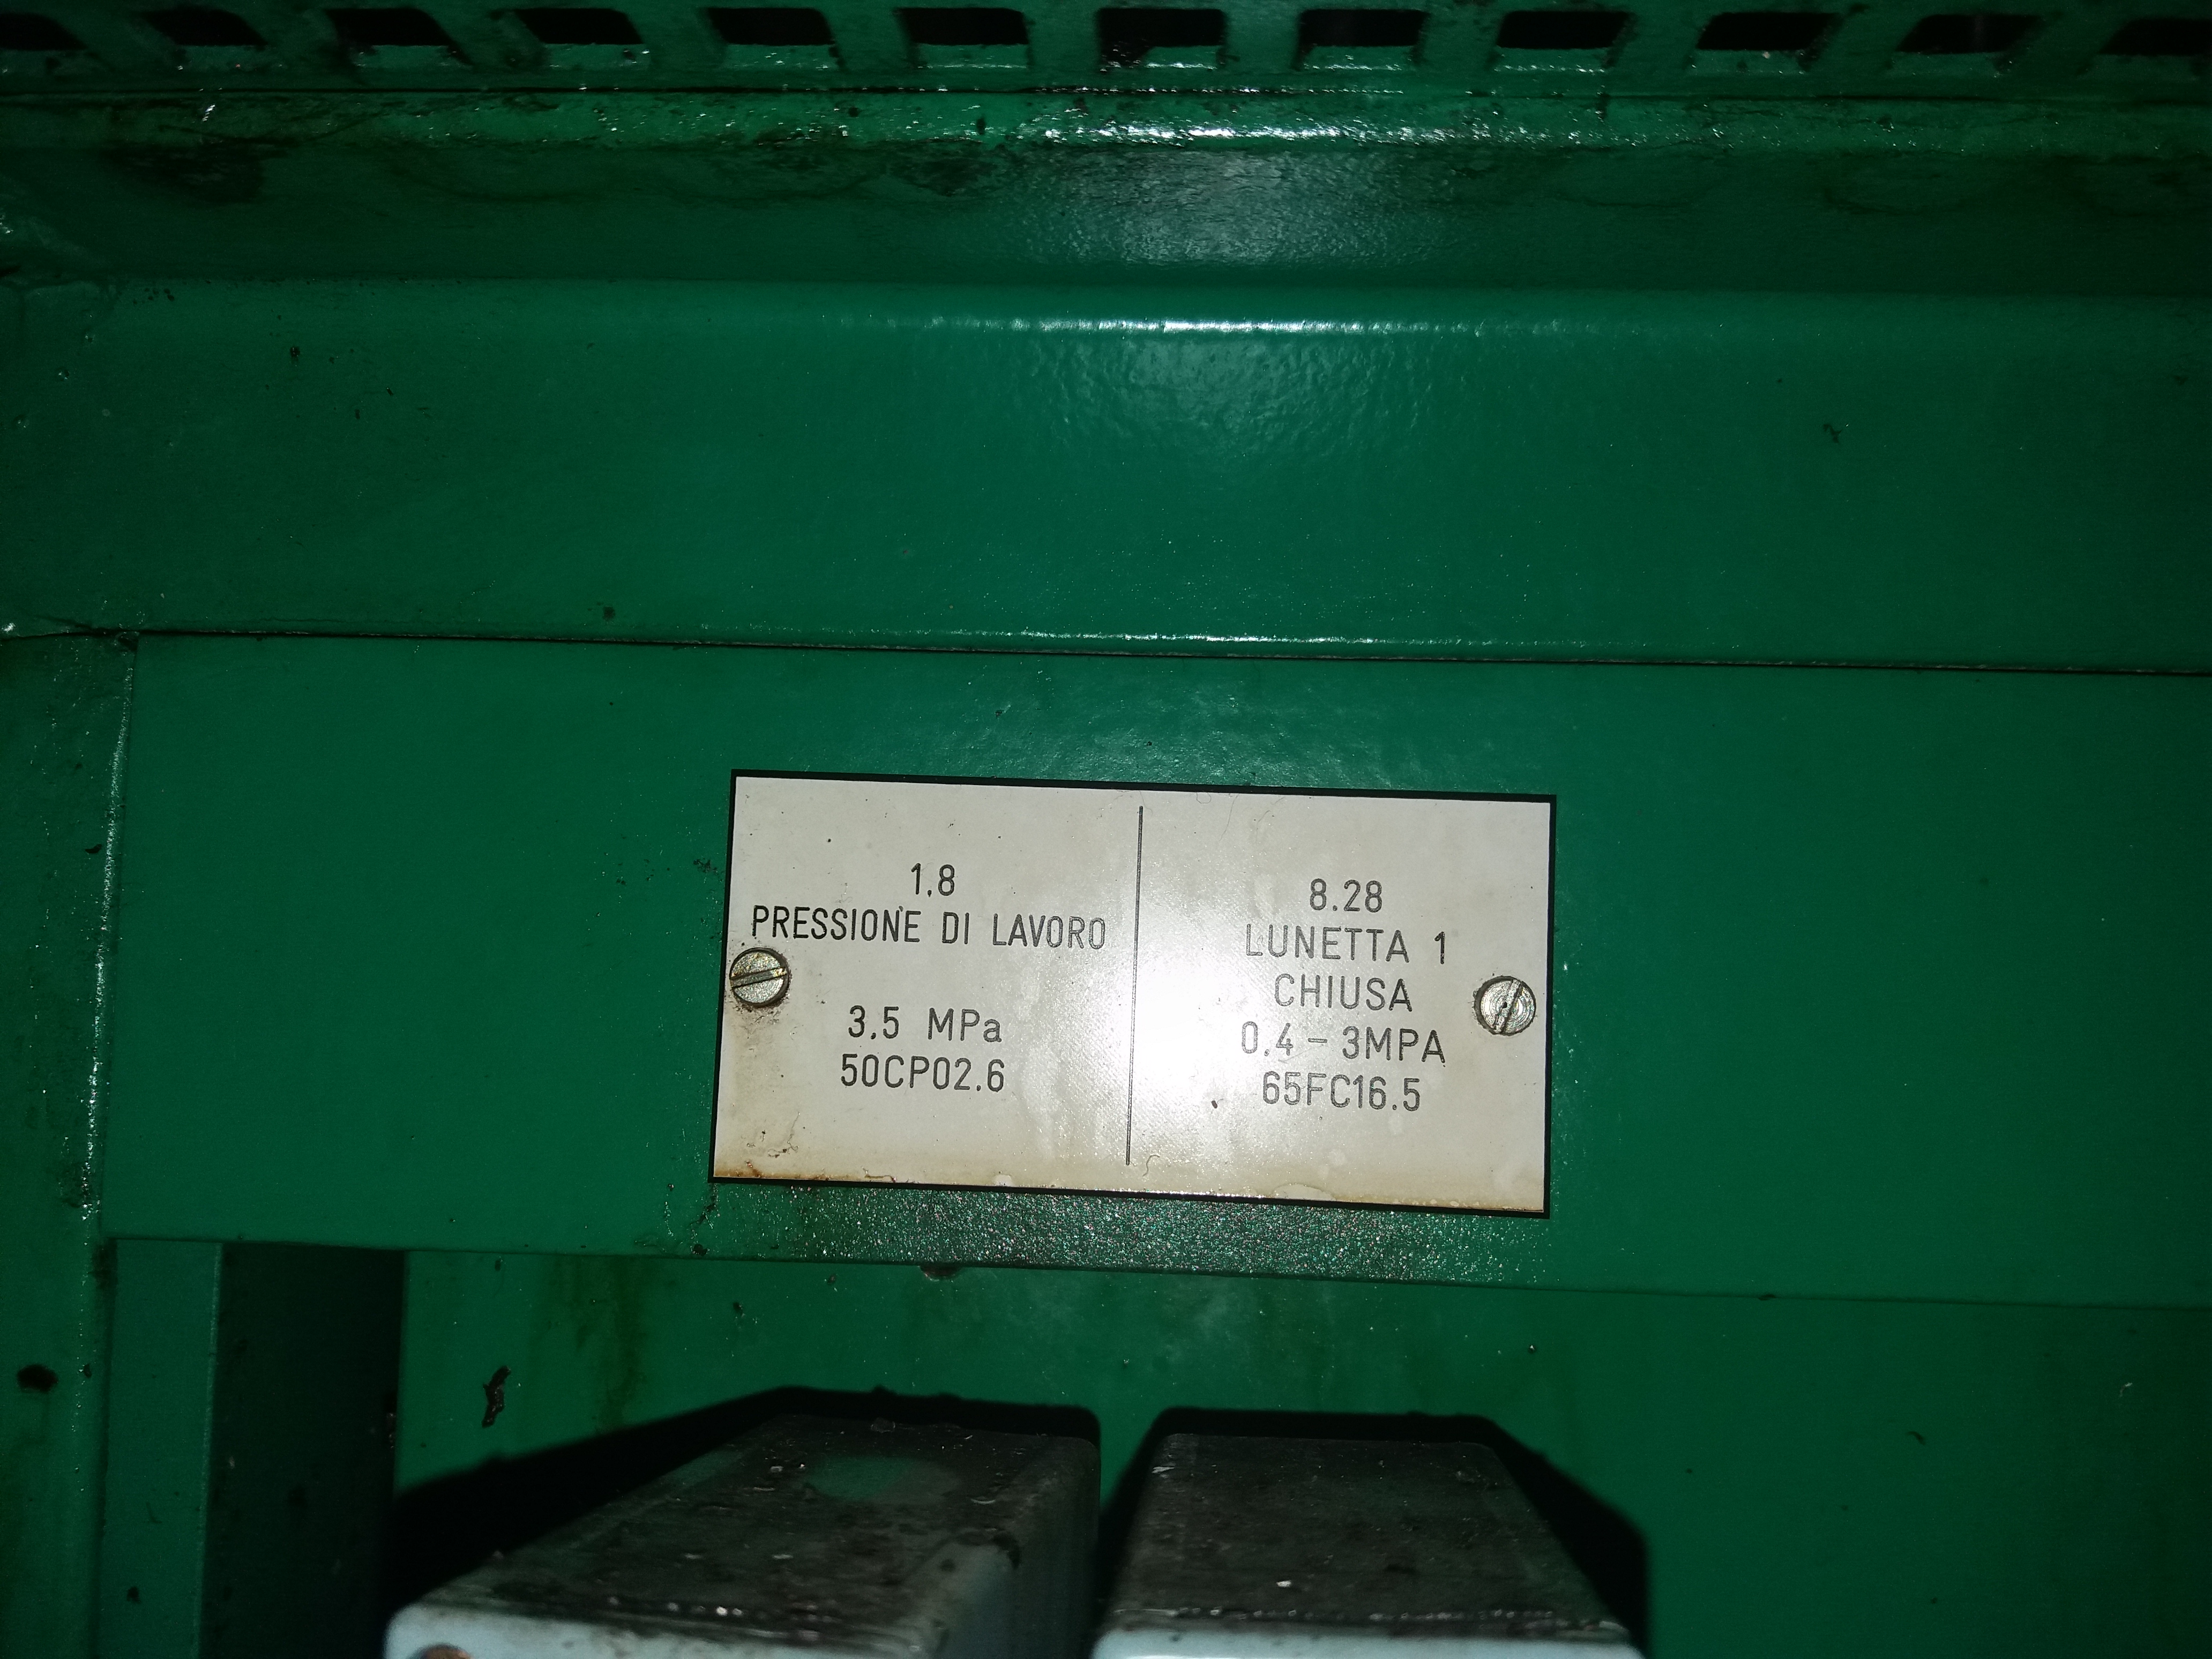 1.8
PRESSIONE DI LAVORO
3.5 MPa
50CP02.6
8.28
LUNETTA 1
CHIUSA
0.4 - 3MPA
65FC16.5